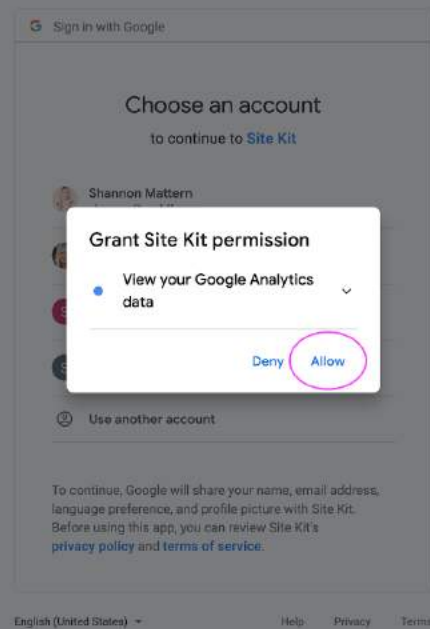 Sign in with Google
Choose an account
to continue to Site Kit
Shannon Mattern
Grant Site Kit permission
View your Google Analytics
data
Deny Allow
Use another account
To continue, Google will share your name, email address,
language preference, and profile picture with Site Kit.
Before using this app, you can review Site Kit's
privacy policy and terms of service.
English (United States) Help Privacy Terms